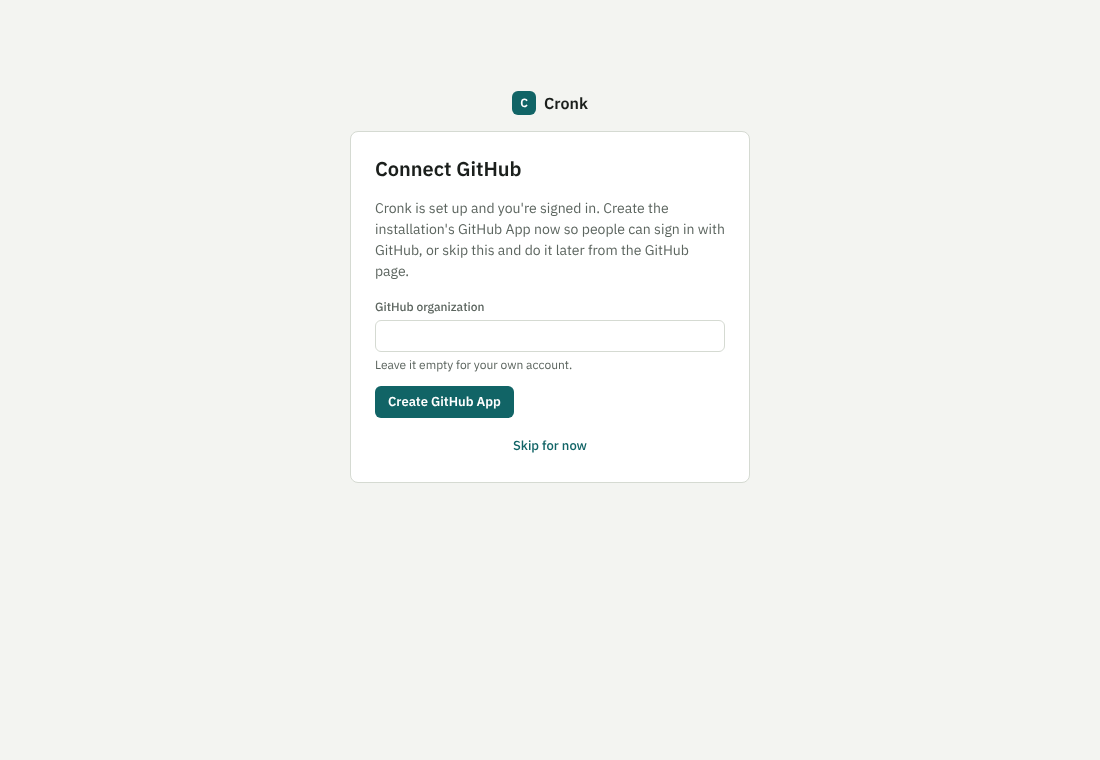 C Cronk
Connect GitHub
Cronk is set up and you're signed in. Create the
installation's GitHub App now so people can sign in with
GitHub, or skip this and do it later from the GitHub
page.
GitHub organization
Leave it empty for your own account.
Create GitHub App
Skip for now